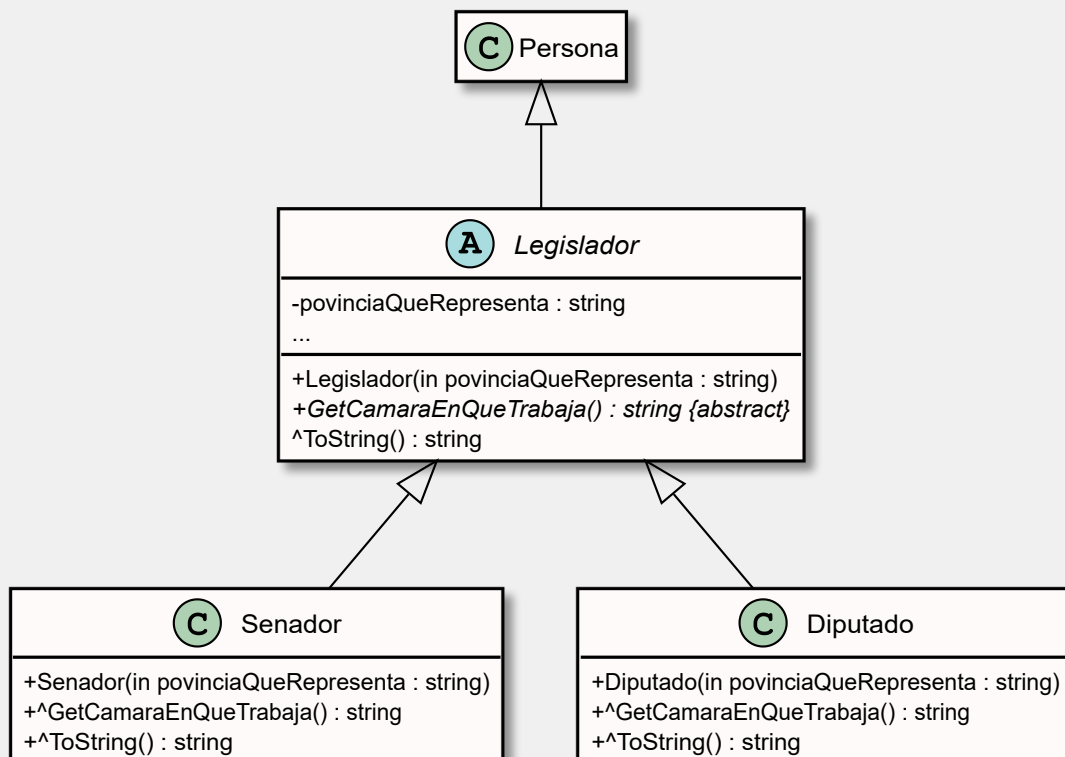 C Persona
A Legislador
-povinciaQueRepresenta : string
...
+Legislador(in povinciaQueRepresenta : string)
+GetCamaraEnQueTrabaja() : string {abstract}
^ToString() : string
C Senador
+Senador(in povinciaQueRepresenta : string)
+^GetCamaraEnQueTrabaja() : string
+^ToString() : string
C Diputado
+Diputado(in povinciaQueRepresenta : string)
+^GetCamaraEnQueTrabaja() : string
+^ToString() : string